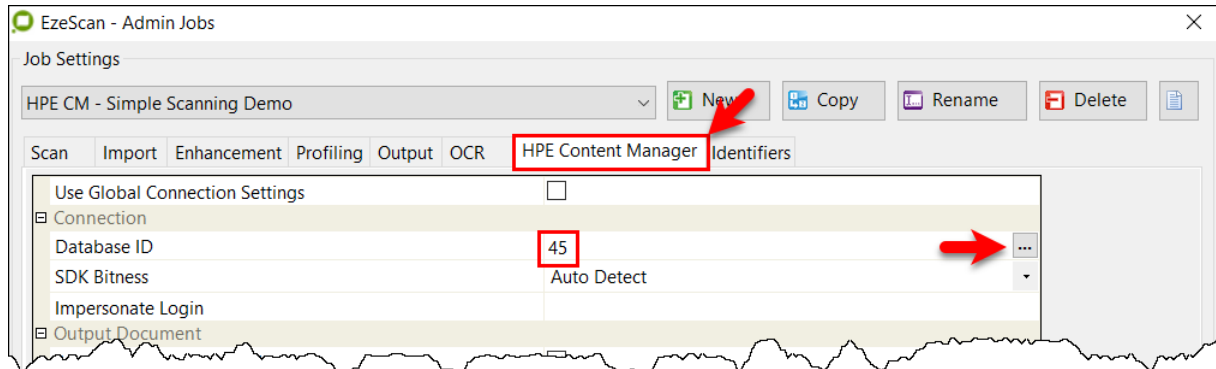 EzeScan - Admin Jobs
Job Settings
HPE CM - Simple Scanning Demo New Copy Rename Delete
Scan Import Enhancement Profiling Output OCR HPE Content Manager Identifiers
Use Global Connection Settings
Connection
Database ID 45 ...
SDK Bitness Auto Detect
Impersonate Login
Output Document